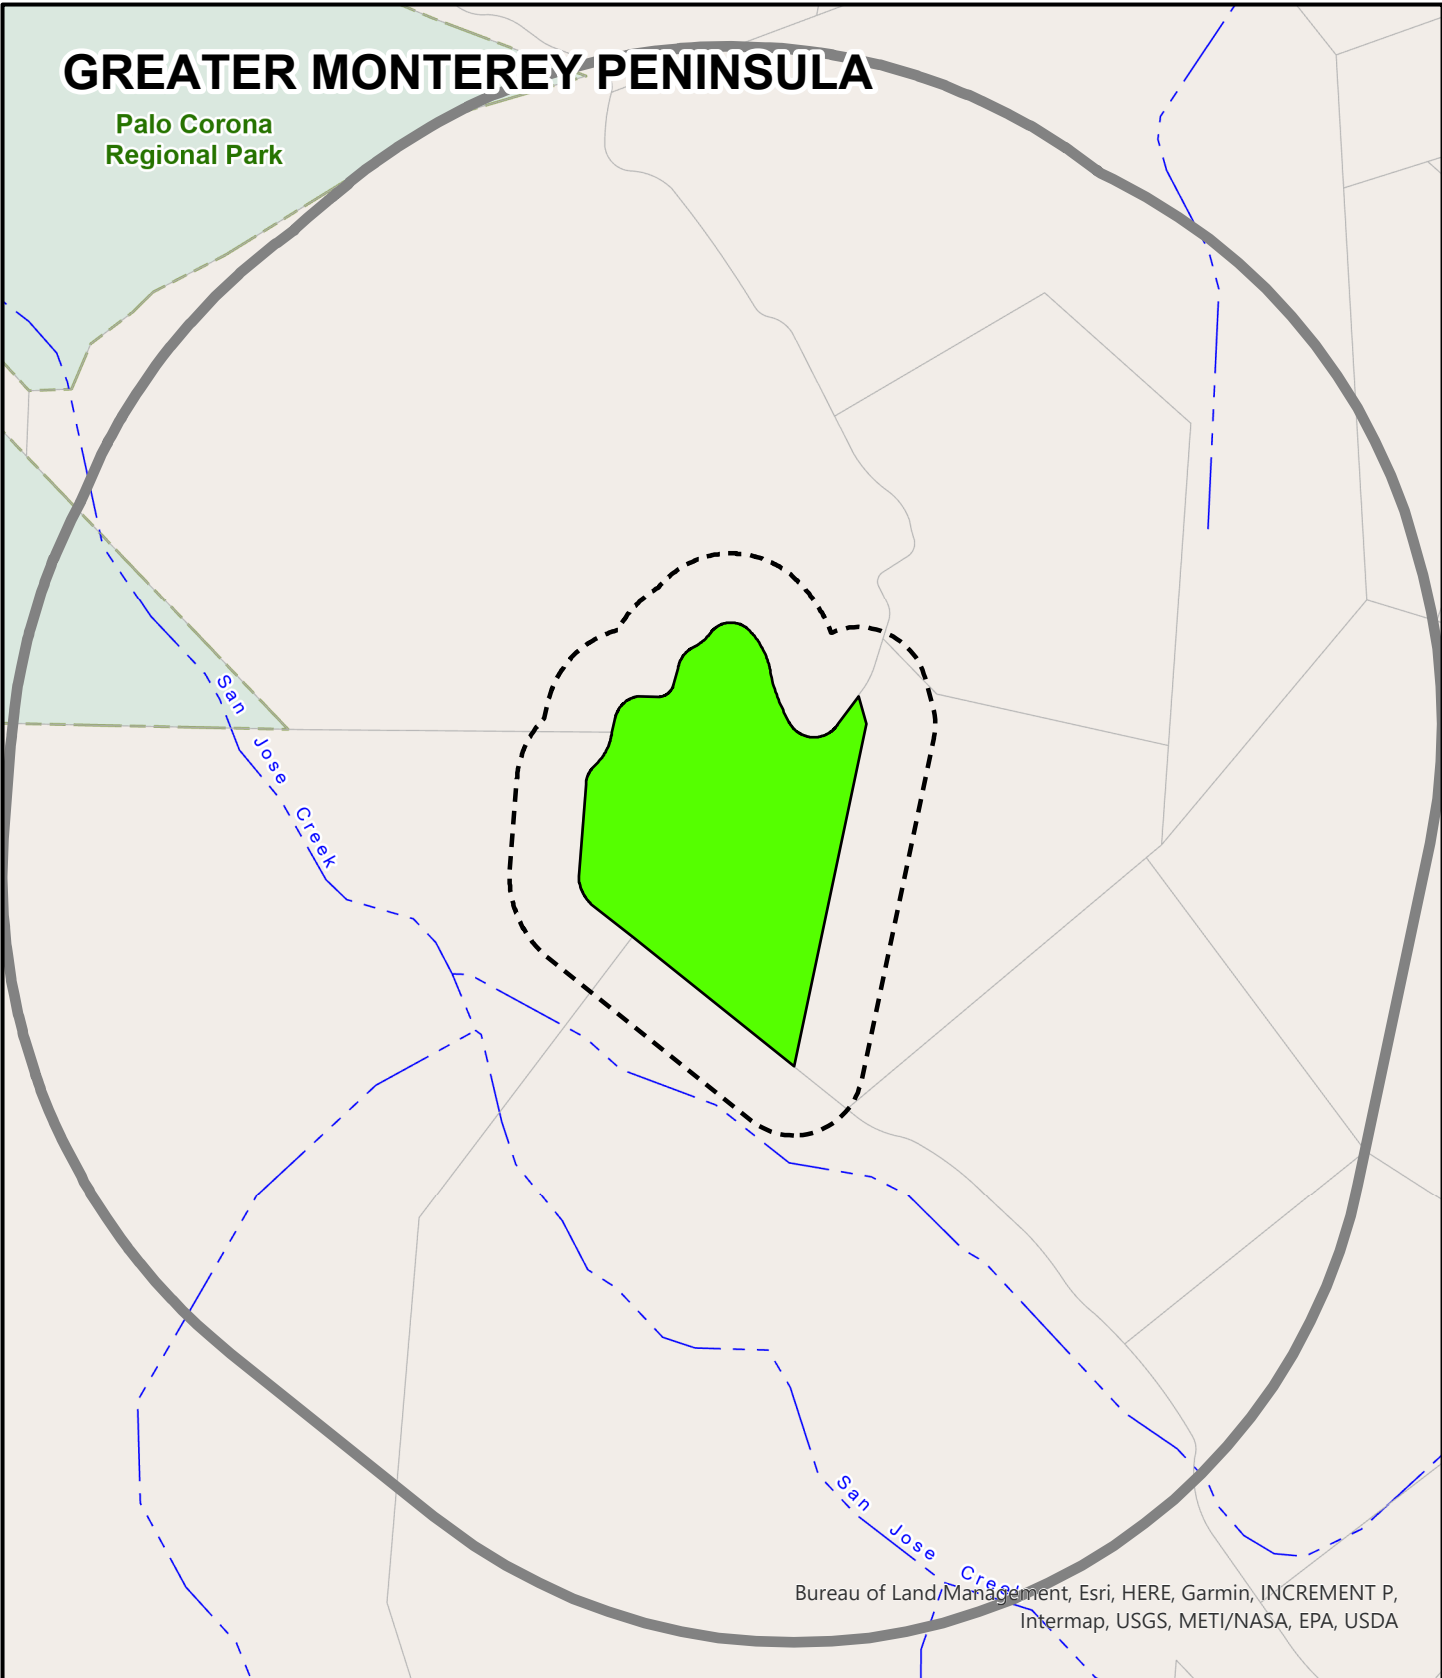 GREATER MONTEREY PENINSULA
Palo Corona
Regional Park
San Jose Creek
San Jose Creek
Bureau of Land Management, Esri, HERE, Garmin, INCREMENT P,
Intermap, USGS, METI/NASA, EPA, USDA